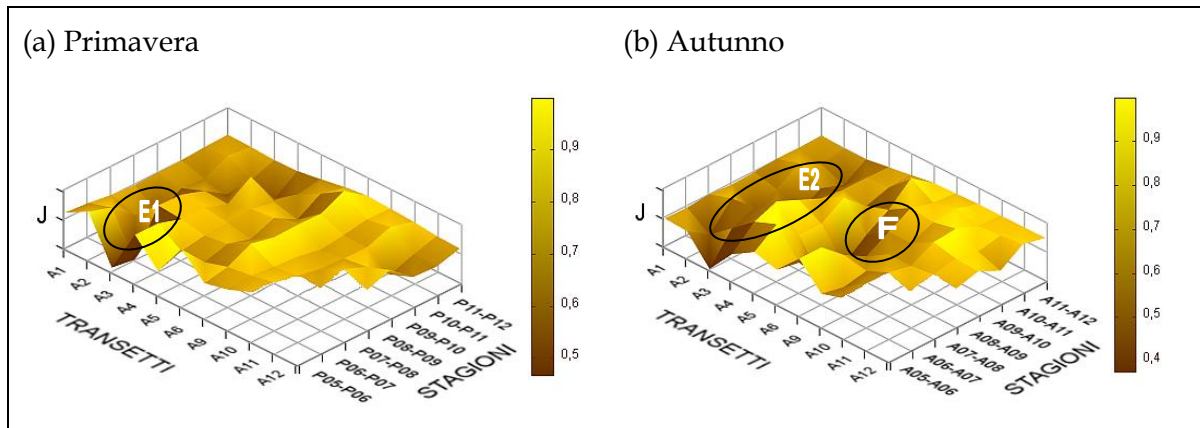 (a) Primavera
(b) Autunno
J
E1
0,9
0,8
0,7
0,6
0,5
A1
A2
A3
A4
A5
A6
A9
A10
A11
A12
TRANSETTI
P05-P06
P06-P07
P07-P08
P08-P09
P09-P10
P10-P11
P11-P12
STAGIONI
J
E2
F
0,9
0,8
0,7
0,6
0,5
0,4
A1
A2
A3
A4
A5
A6
A9
A10
A11
A12
TRANSETTI
A05-A06
A06-A07
A07-A08
A08-A09
A09-A10
A10-A11
A11-A12
STAGIONI